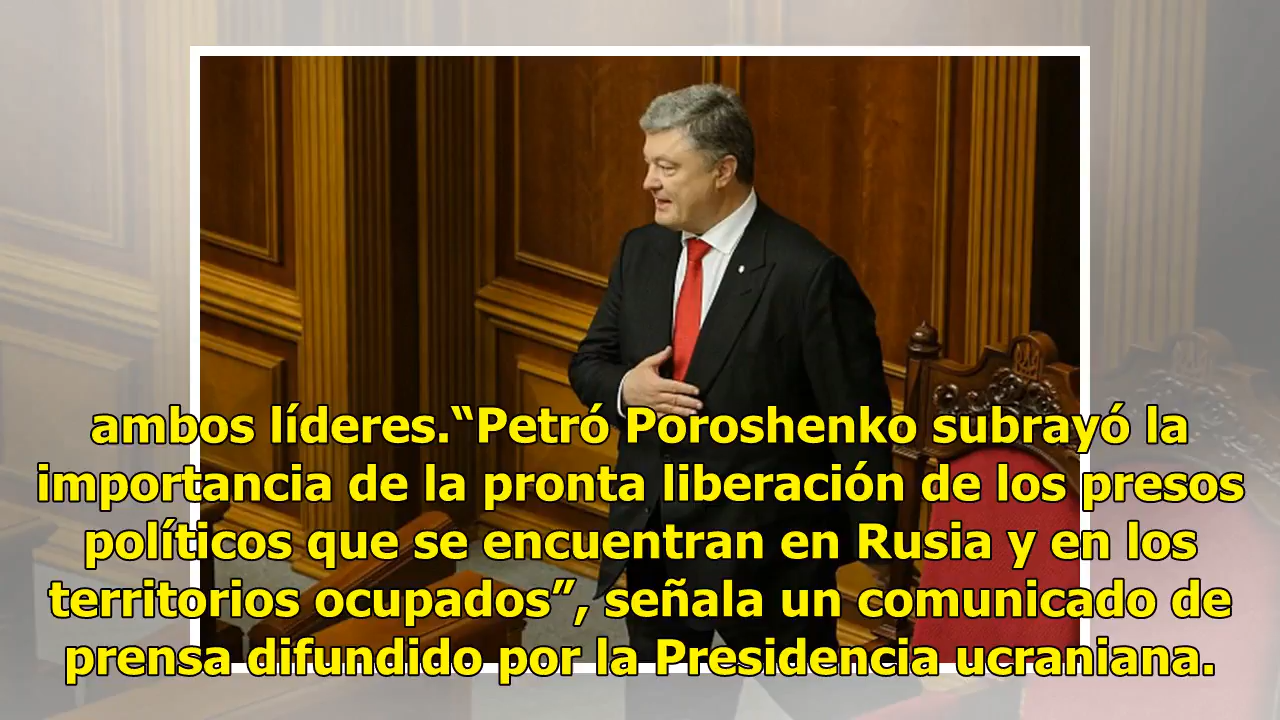 ambos líderes.“Petró Poroshenko subrayó la
importancia de la pronta liberación de los presos
políticos que se encuentran en Rusia y en los
territorios ocupados”, señala un comunicado de
prensa difundido por la Presidencia ucraniana.